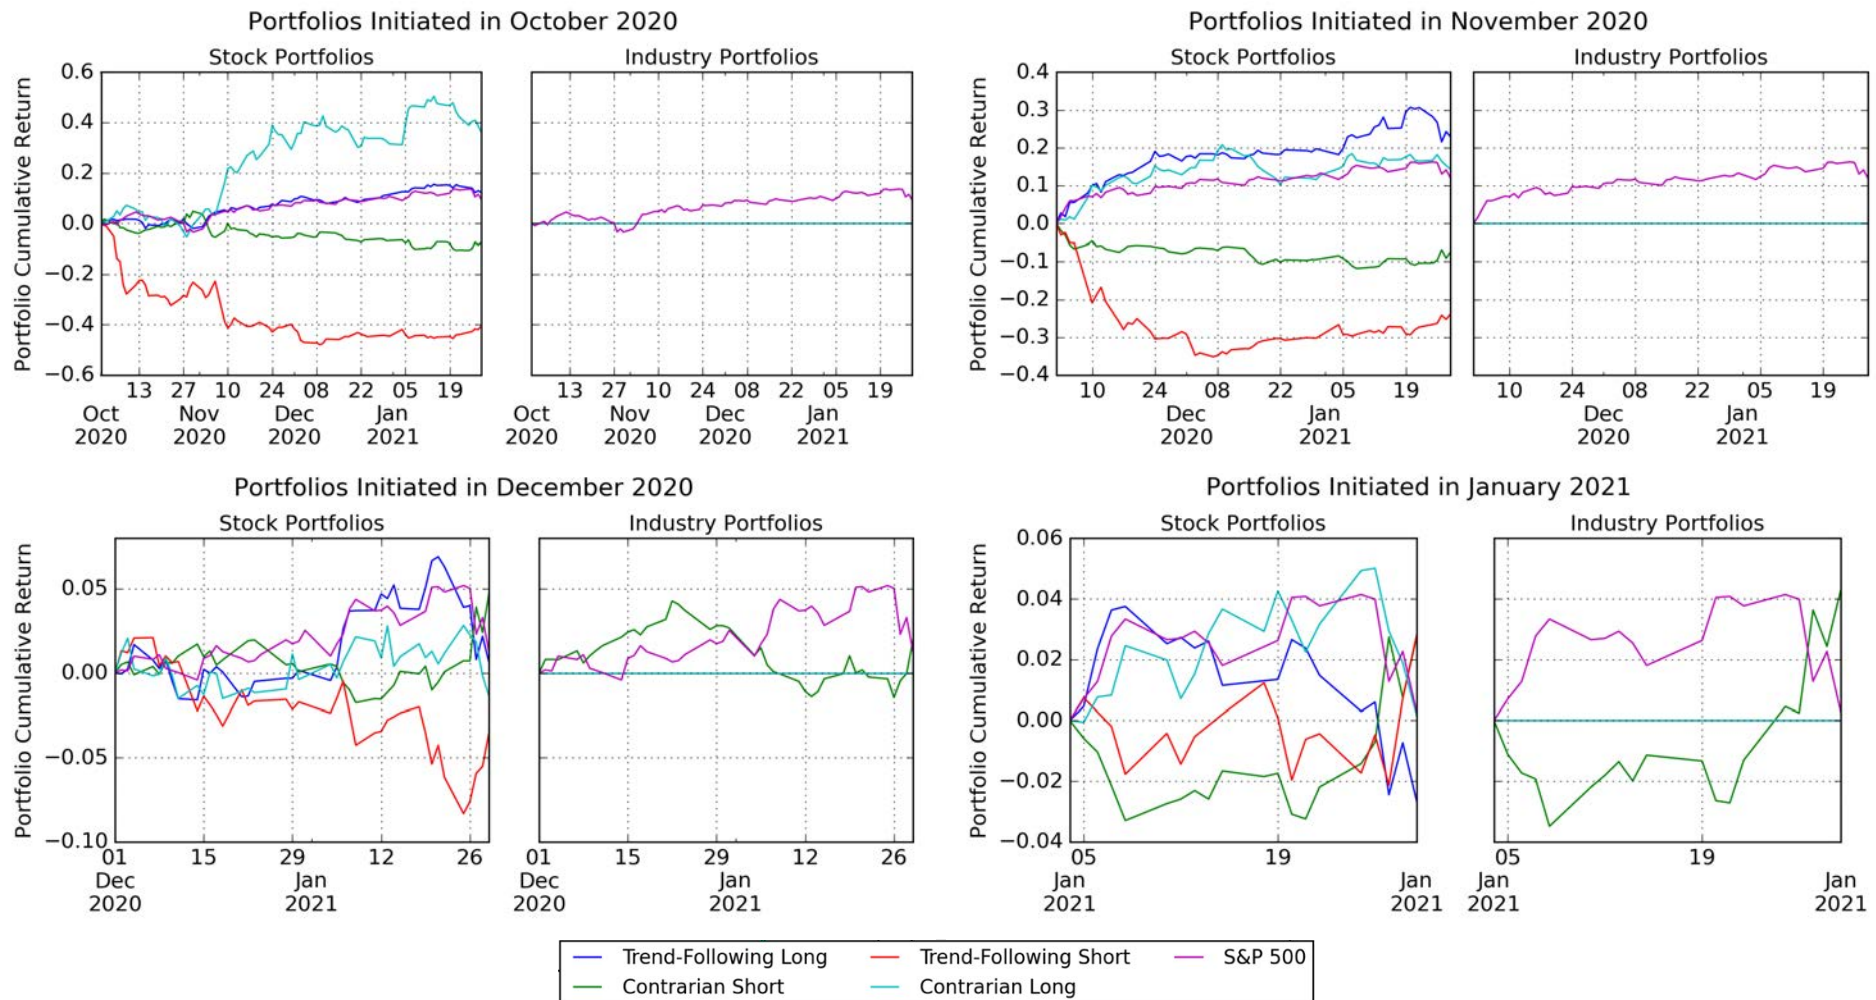 Portfolios Initiated in October 2020
Stock Portfolios
Industry Portfolios
Portfolio Cumulative Return
0.6
0.4
0.2
0.0
−0.2
−0.4
−0.6
13 27 10 24 08 22 05 19
Oct Nov Dec Jan
2020 2020 2020 2021
13 27 10 24 08 22 05 19
Oct Nov Dec Jan
2020 2020 2020 2021
Portfolios Initiated in November 2020
Stock Portfolios
Industry Portfolios
Portfolio Cumulative Return
0.4
0.3
0.2
0.1
0.0
−0.1
−0.2
−0.3
−0.4
10 24 08 22 05 19
Dec Jan
2020 2021
10 24 08 22 05 19
Dec Jan
2020 2021
Portfolios Initiated in December 2020
Stock Portfolios
Industry Portfolios
Portfolio Cumulative Return
0.05
0.00
−0.05
−0.10
01 15 29 12 26
Dec Jan
2020 2021
01 15 29 12 26
Dec Jan
2020 2021
Portfolios Initiated in January 2021
Stock Portfolios
Industry Portfolios
Portfolio Cumulative Return
0.06
0.04
0.02
0.00
−0.02
−0.04
05 19
Jan Jan
2021 2021
05 19
Jan Jan
2021 2021
Trend-Following Long Trend-Following Short S&P 500
Contrarian Short Contrarian Long